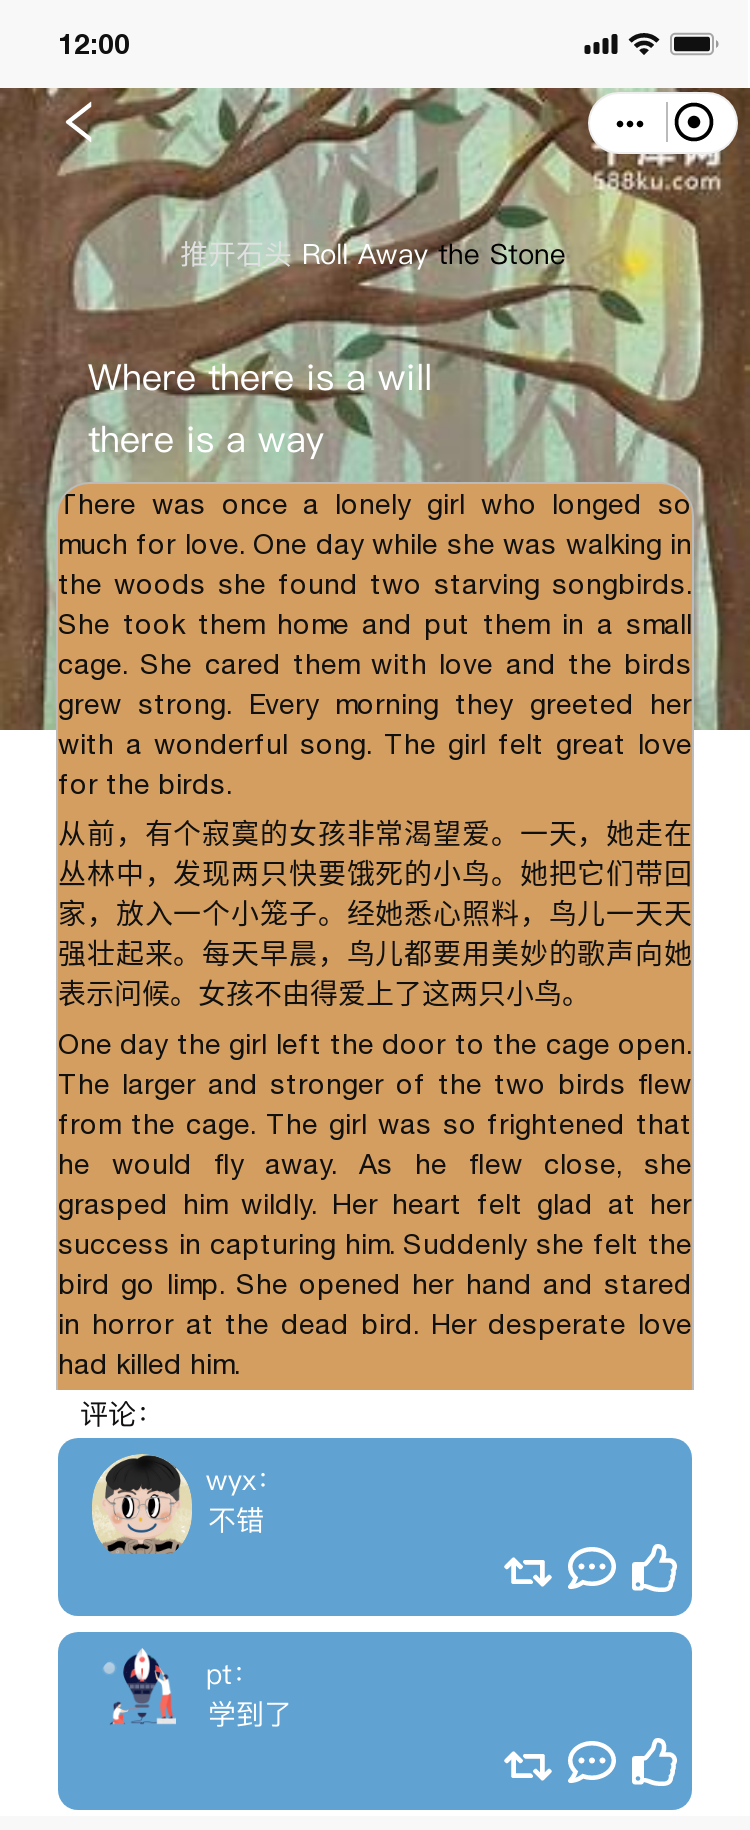 12:00
588ku.com
推开石头 Roll Away the Stone
Where there is a will
there is a way
There was once a lonely girl who longed so
much for love. One day while she was walking in
the woods she found two starving songbirds.
She took them home and put them in a small
cage. She cared them with love and the birds
grew strong. Every morning they greeted her
with a wonderful song. The girl felt great love
for the birds.
从前，有个寂寞的女孩非常渴望爱。一天，她走在
丛林中，发现两只快要饿死的小鸟。她把它们带回
家，放入一个小笼子。经她悉心照料，鸟儿一天天
强壮起来。每天早晨，鸟儿都要用美妙的歌声向她
表示问候。女孩不由得爱上了这两只小鸟。
One day the girl left the door to the cage open.
The larger and stronger of the two birds flew
from the cage. The girl was so frightened that
he would fly away. As he flew close, she
grasped him wildly. Her heart felt glad at her
success in capturing him. Suddenly she felt the
bird go limp. She opened her hand and stared
in horror at the dead bird. Her desperate love
had killed him.
评论：
wyx：
不错
pt：
学到了